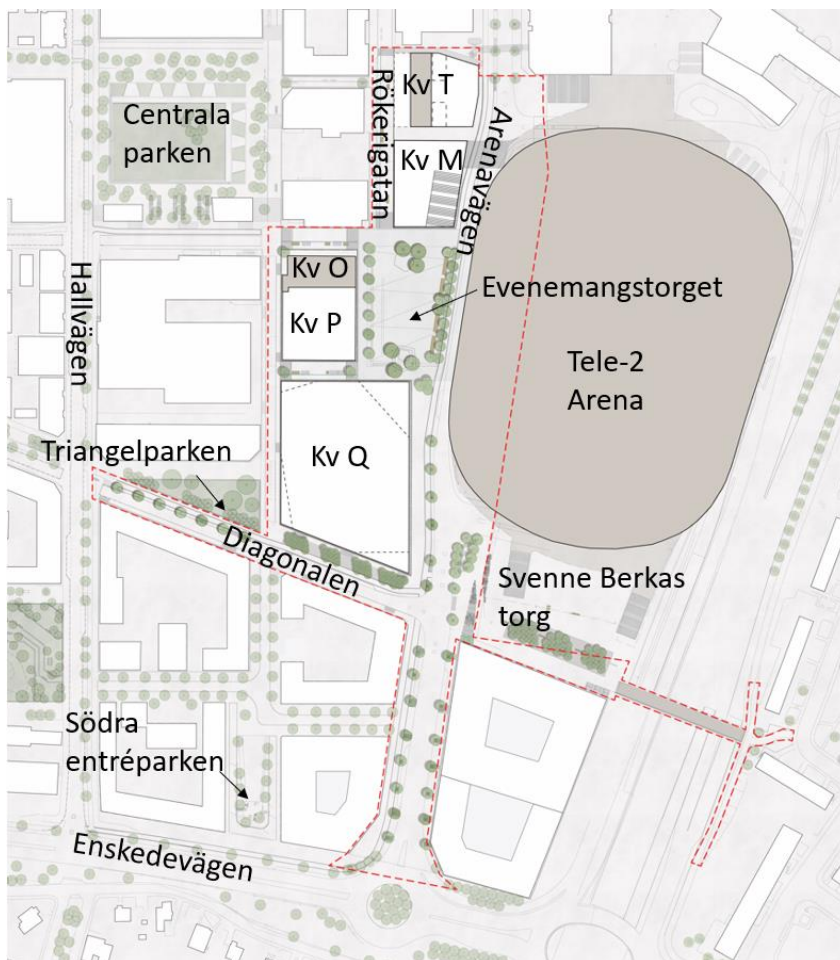 Kv T
Rökerigatan
Centrala
parken
Arenavägen
Kv M
Kv O
Hallvägen
Evenemangstorget
Kv P
Tele-2
Arena
Triangelparken
Kv Q
Diagonalen
Svenne Berkas
torg
Södra
entréparken
Enskedevägen